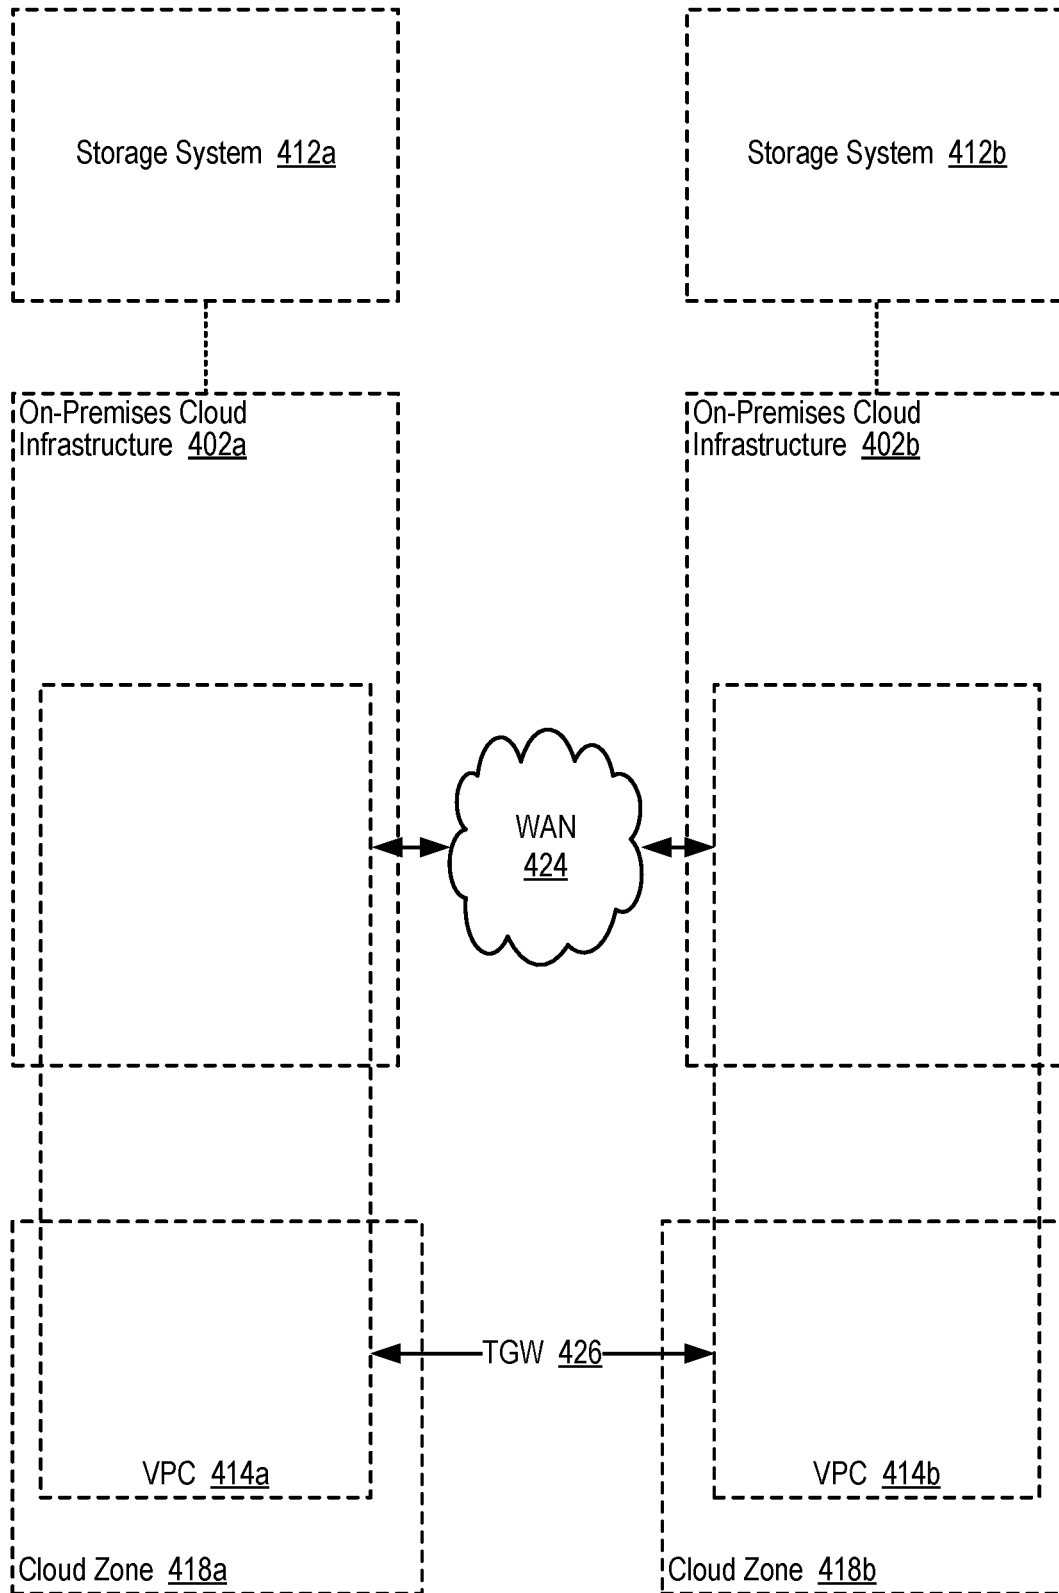 Storage System 412a
Storage System 412b
On-Premises Cloud
Infrastructure 402a
On-Premises Cloud
Infrastructure 402b
WAN
424
TGW 426
VPC 414a
VPC 414b
Cloud Zone 418a
Cloud Zone 418b